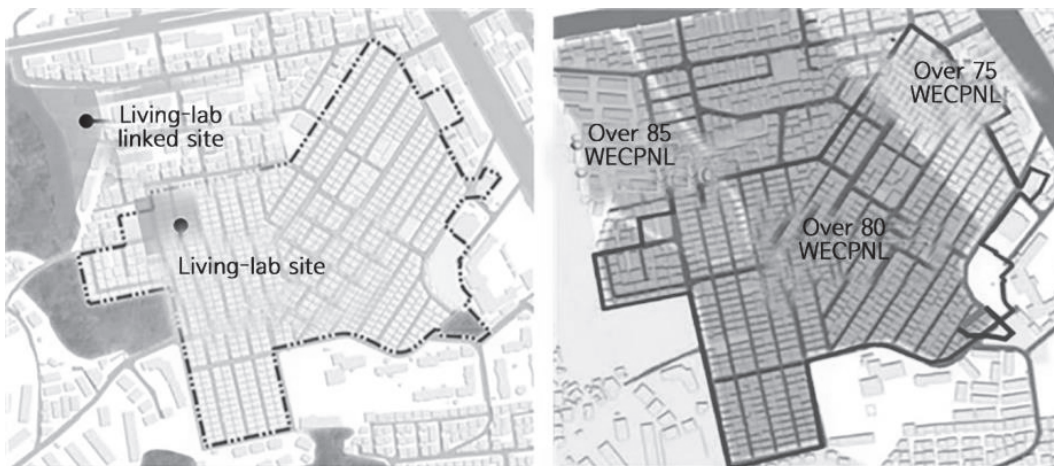 Living-lab
linked site
Living-lab site
Over 75
WECPNL
Over 85
WECPNL
Over 80
WECPNL